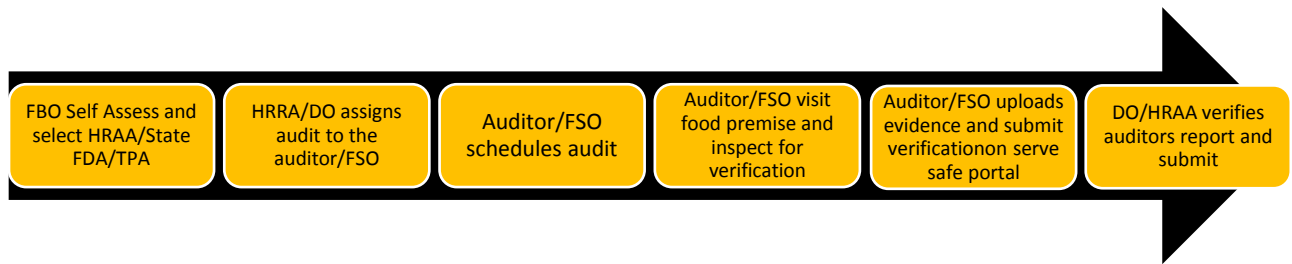 FBO Self Assess and
select HRAA/State
FDA/TPA
HRRA/DO assigns
audit to the
auditor/FSO
Auditor/FSO
schedules audit
Auditor/FSO visit
food premise and
inspect for
verification
Auditor/FSO uploads
evidence and submit
verificationon serve
safe portal
DO/HRAA verifies
auditors report and
submit